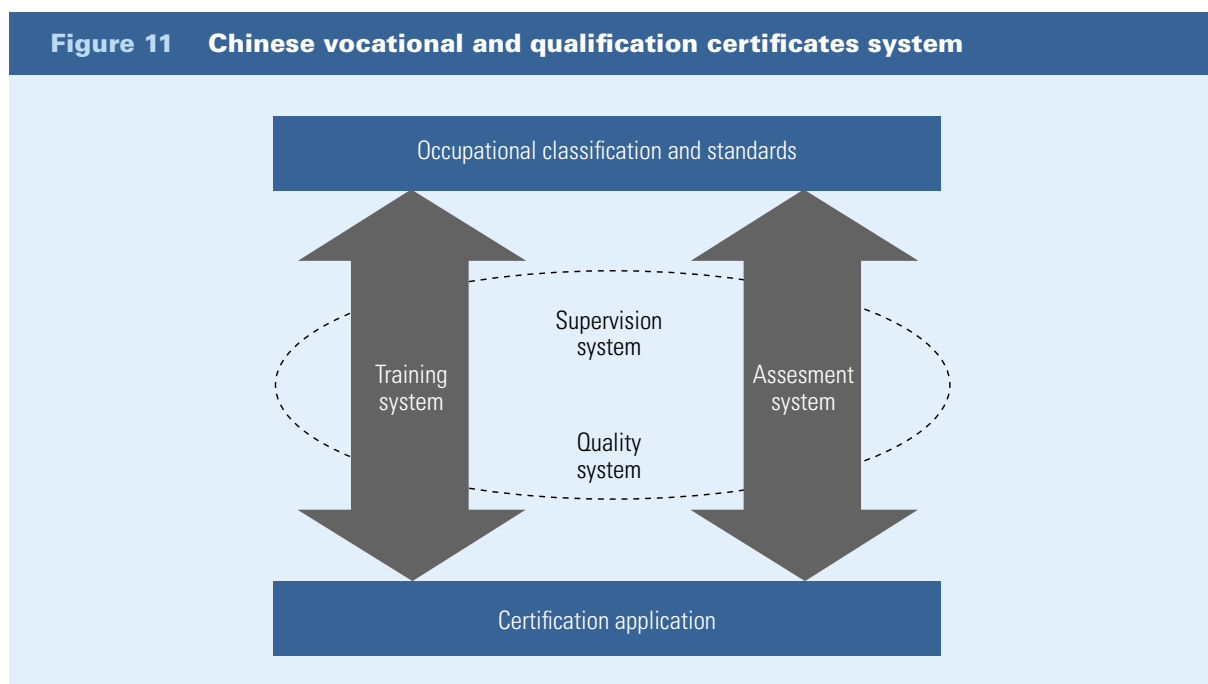 Figure 11 Chinese vocational and qualification certificates system
Occupational classification and standards
Supervision
system
Training
system
Assesment
system
Quality
system
Certification application